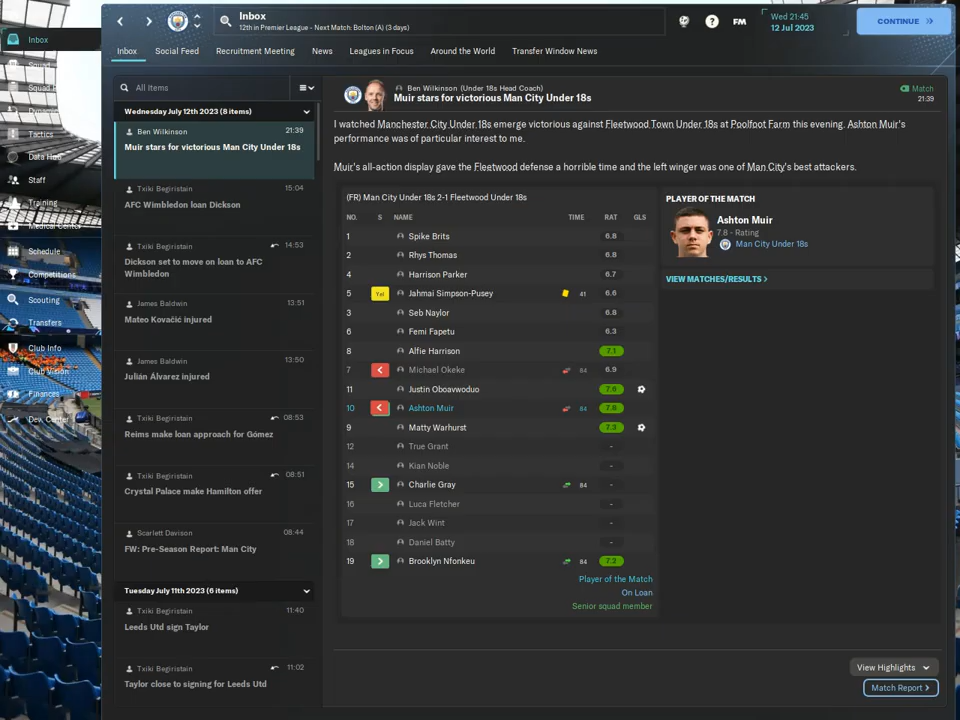 Inbox
12th in Premier League - Next Match: Bolton (A) (3 days)
FM
Wed 21:45
12 Jul 2023
CONTINUE
Inbox
Social Feed
Recruitment Meeting
News
Leagues in Focus
Around the World
Transfer Window News
Inbox
Tactics
Data Hub
Staff
Training
Medical Center
Schedule
Competitions
Scouting
Transfers
Club Info
Club Vision
Finances
Dev. Center
All Items
Wednesday July 12th 2023 (8 items)
Ben Wilkinson 21:39
Muir stars for victorious Man City Under 18s
Txiki Begiristain 15:04
AFC Wimbledon loan Dickson
Txiki Begiristain 14:53
Dickson set to move on loan to AFC
Wimbledon
James Baldwin 13:51
Mateo Kovačić injured
James Baldwin 13:50
Julián Álvarez injured
Txiki Begiristain 08:53
Reims make loan approach for Gómez
Txiki Begiristain 08:51
Crystal Palace make Hamilton offer
Scarlett Davison 08:44
FW: Pre-Season Report: Man City
Tuesday July 11th 2023 (6 items)
Txiki Begiristain 11:40
Leeds Utd sign Taylor
Txiki Begiristain 11:02
Taylor close to signing for Leeds Utd
Ben Wilkinson (Under 18s Head Coach)
Muir stars for victorious Man City Under 18s
Match
21:39
I watched Manchester City Under 18s emerge victorious against Fleetwood Town Under 18s at Poolfoot Farm this evening. Ashton Muir's
performance was of particular interest to me.
Muir's all-action display gave the Fleetwood defense a horrible time and the left winger was one of Man City's best attackers.
(FR) Man City Under 18s 2-1 Fleetwood Under 18s
NO. S NAME TIME RAT GLS
1 Spike Brits 6.8
2 Rhys Thomas 6.8
4 Harrison Parker 6.7
5 Yel Jahmai Simpson-Pusey 41 6.6
3 Seb Naylor 6.8
6 Femi Fapetu 6.3
8 Alfie Harrison 7.1
7 Michael Okeke 84 6.9
11 Justin Oboavwoduo
10 Ashton Muir 84 7.8
9 Matty Warhurst 7.3
12 True Grant -
14 Kian Noble -
15 Charlie Gray 84 -
16 Luca Fletcher -
17 Jack Wint -
18 Daniel Batty -
19 Brooklyn Nfonkeu 84 7.2
Player of the Match
On Loan
Senior squad member
PLAYER OF THE MATCH
Ashton Muir
7.8 - Rating
Man City Under 18s
VIEW MATCHES/RESULTS >
View Highlights
Match Report >